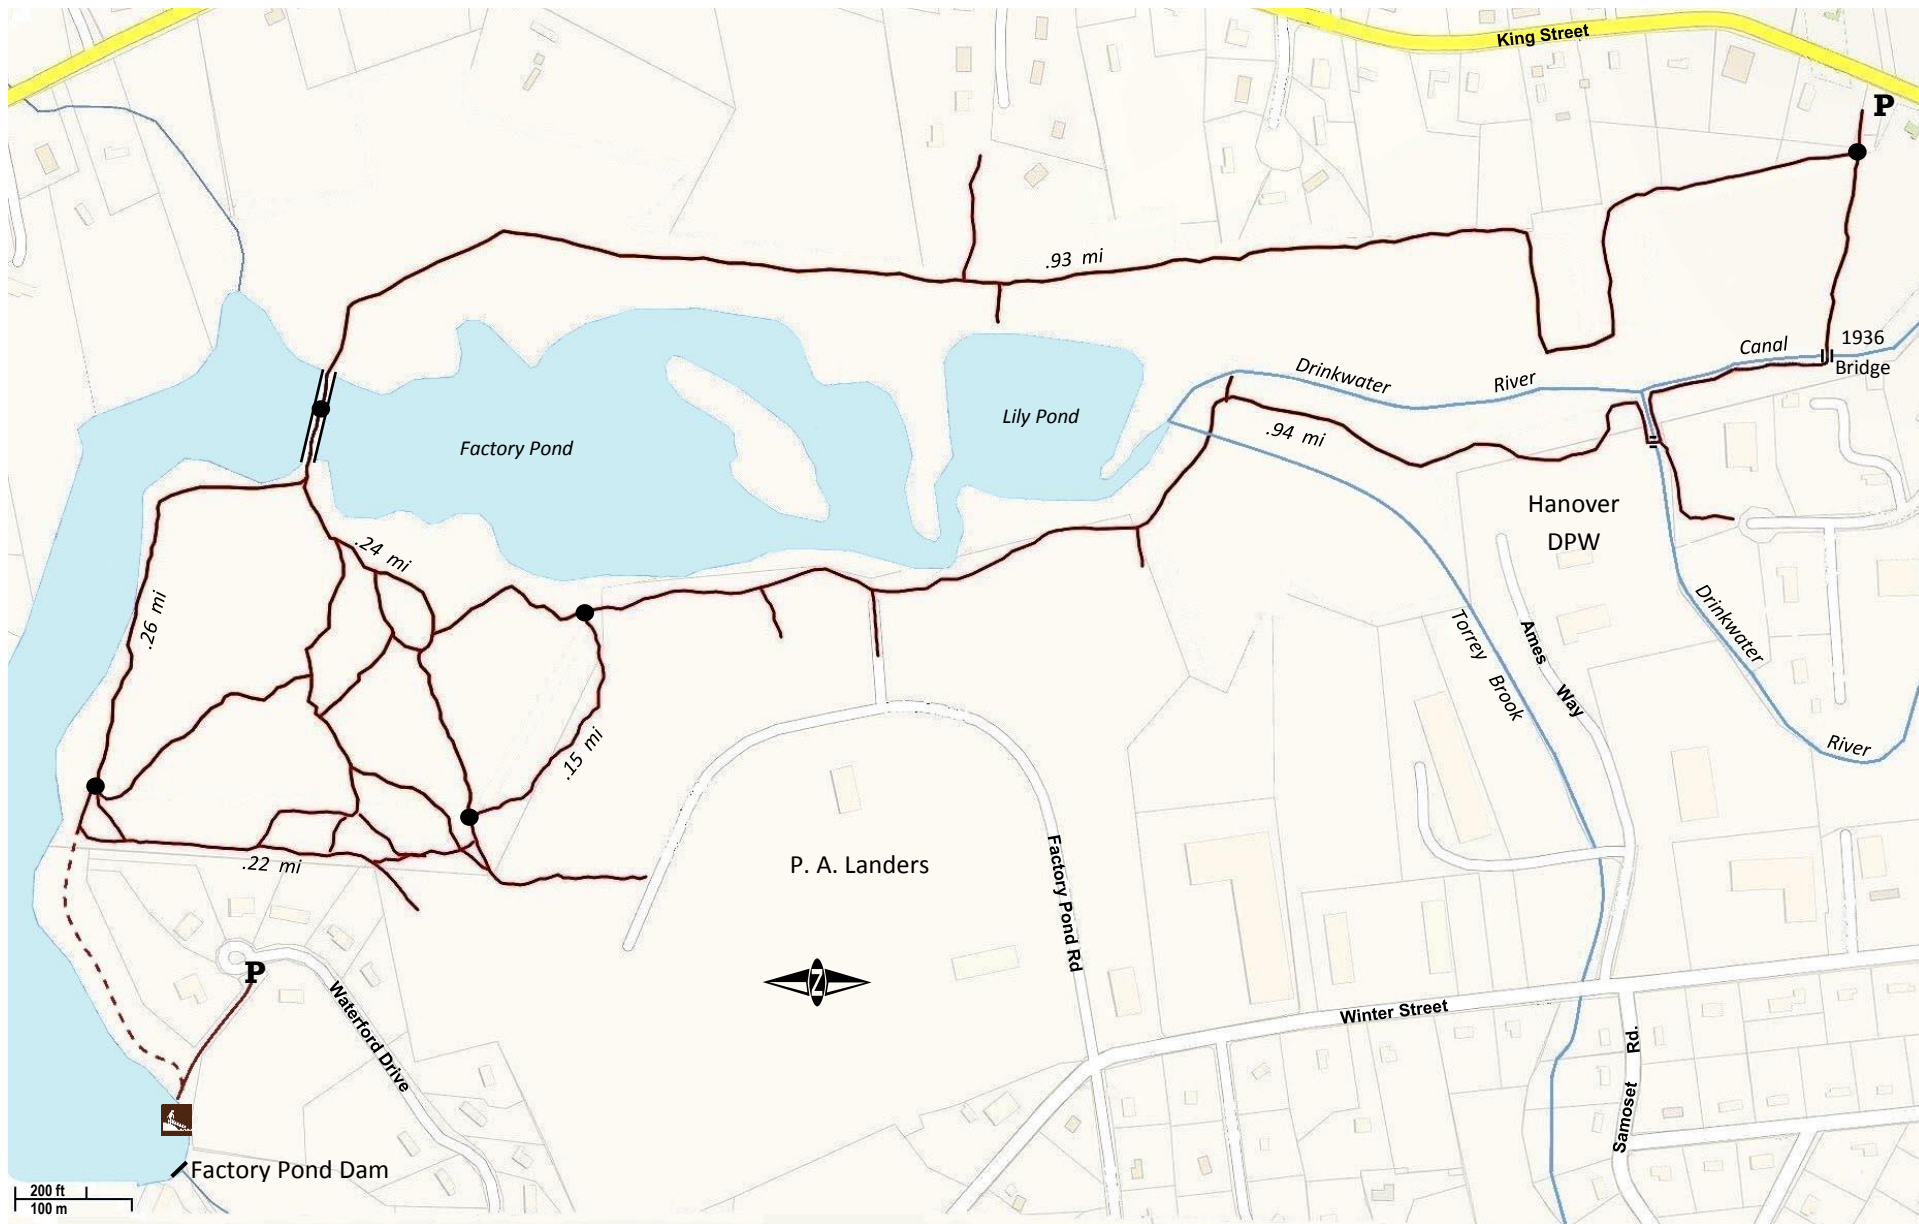 King Street
P
.93 mi
Canal
1936
Bridge
Drinkwater
River
Lily Pond
Factory Pond
.94 mi
Hanover
DPW
.24 mi
.26 mi
Drinkwater
River
Torrey
Brook
Ames
Way
.15 mi
P. A. Landers
.22 mi
Factory Pond Rd
P
Waterford Drive
Z
Winter Street
Samoset Rd.
Factory Pond Dam
200 ft
100 m